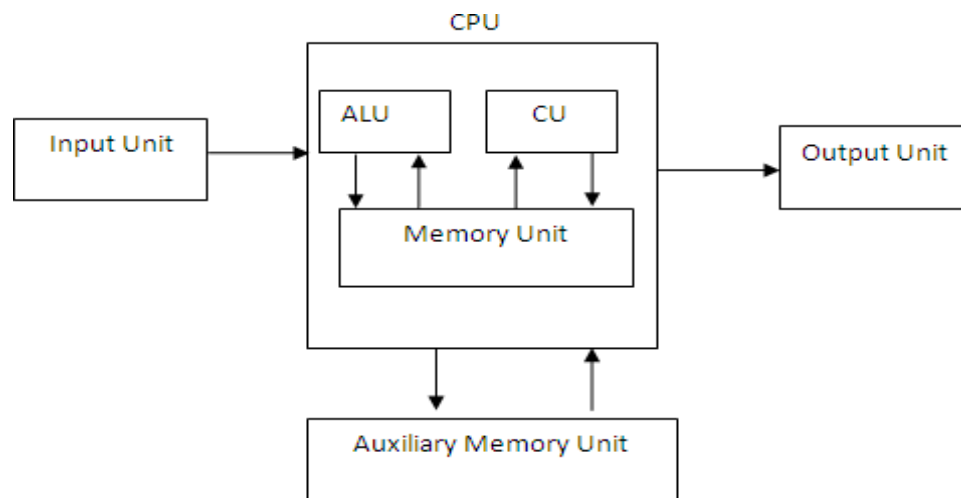 CPU
ALU
CU
Input Unit
Output Unit
Memory Unit
Auxiliary Memory Unit